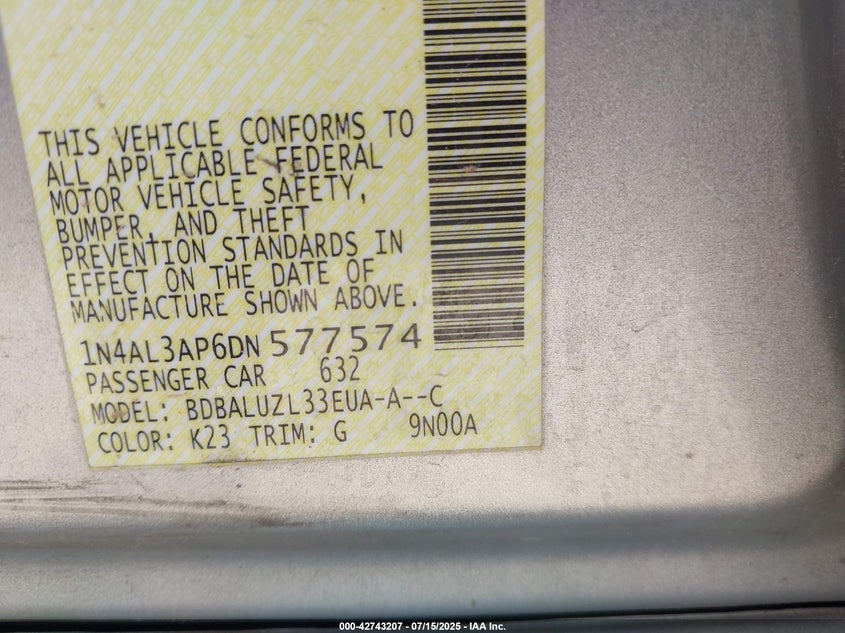 THIS VEHICLE CONFORMS TO
ALL APPLICABLE FEDERAL
MOTOR VEHICLE SAFETY,
BUMPER, AND THEFT
PREVENTION STANDARDS IN
EFFECT ON THE DATE OF
MANUFACTURE SHOWN ABOVE.
1N4AL3AP6DN 577574
PASSENGER CAR 632
MODEL: BDBALUZL33EUA-A--C
COLOR: K23 TRIM: G 9N00A
000-42743207 - 07/15/2025 - IAA Inc.